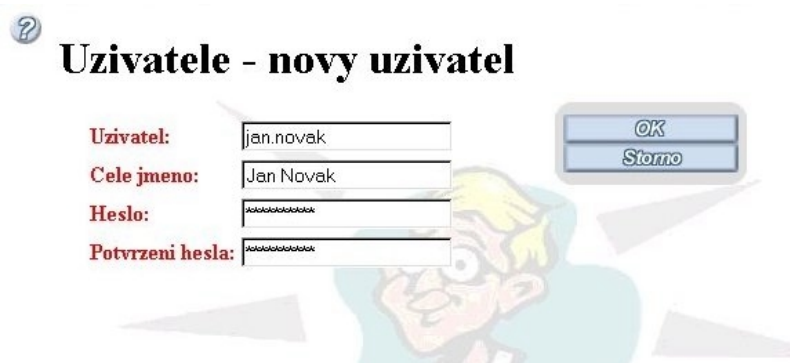 ?
Uzivatele - novy uzivatel
Uzivatel: jan.novak
OK
Storno
Cele jmeno: Jan Novak
Heslo: ***********
Potvrzeni hesla: ***********